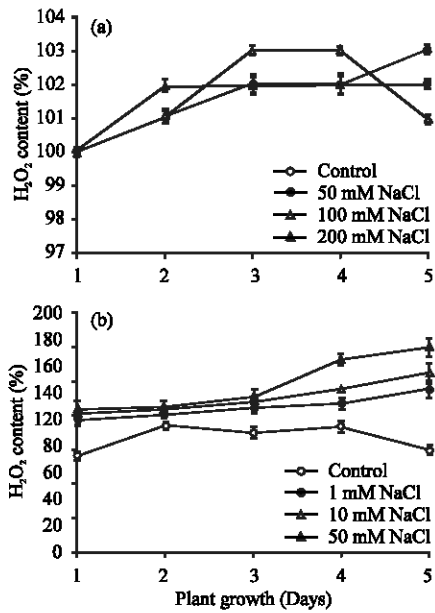 (a)
H₂O₂ content (%)
104
103
102
101
100
99
98
97
Control
50 mM NaCl
100 mM NaCl
200 mM NaCl
1 2 3 4 5
(b)
H₂O₂ content (%)
200
180
160
140
120
80
60
40
20
0
Control
1 mM NaCl
10 mM NaCl
50 mM NaCl
1 2 3 4 5
Plant growth (Days)